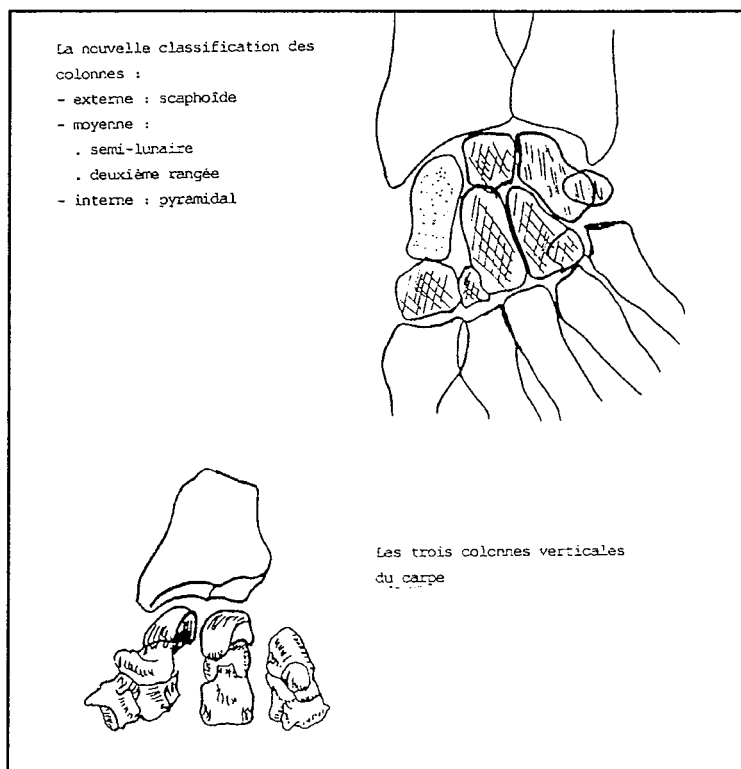 La nouvelle classification des
colonnes :
- externe : scaphoïde
- moyenne :
. semi-lunaire
. deuxième rangée
- interne : pyramidal
Les trois colonnes verticales
du carpe